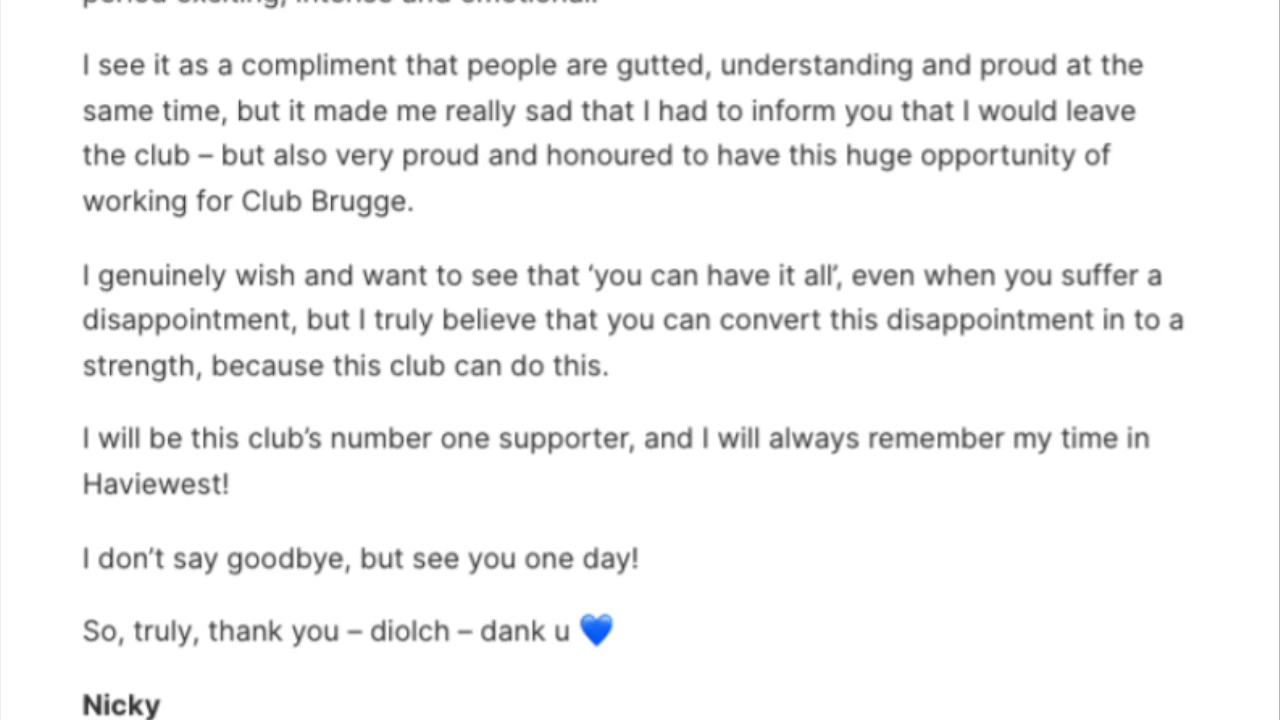 period exciting, intense and emotional.
I see it as a compliment that people are gutted, understanding and proud at the
same time, but it made me really sad that I had to inform you that I would leave
the club – but also very proud and honoured to have this huge opportunity of
working for Club Brugge.
I genuinely wish and want to see that ‘you can have it all’, even when you suffer a
disappointment, but I truly believe that you can convert this disappointment in to a
strength, because this club can do this.
I will be this club’s number one supporter, and I will always remember my time in
Haviewest!
I don’t say goodbye, but see you one day!
So, truly, thank you – diolch – dank u 💙
Nicky